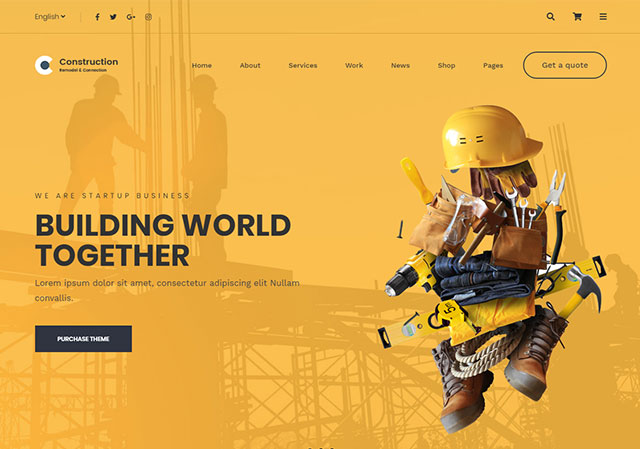 English
Construction
Remodel & Connection
Home About Services Work News Shop Pages Get a quote
WE ARE STARTUP BUSINESS
BUILDING WORLD
TOGETHER
Lorem ipsum dolor sit amet, consectetur adipiscing elit Nullam
convallis.
PURCHASE THEME